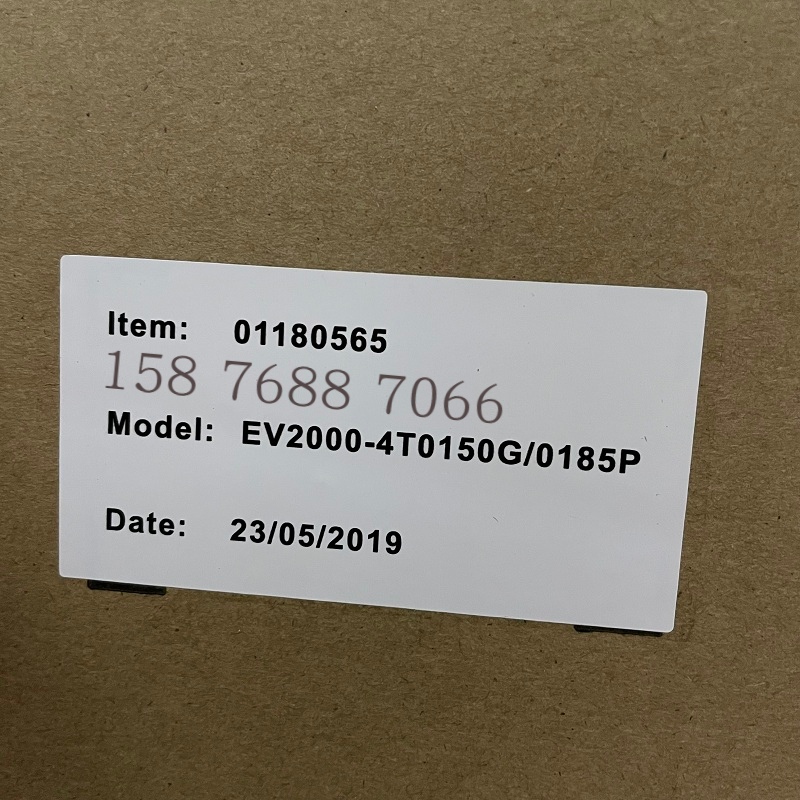 Item: 01180565
158 7688 7066
Model: EV2000-4T0150G/0185P
Date: 23/05/2019